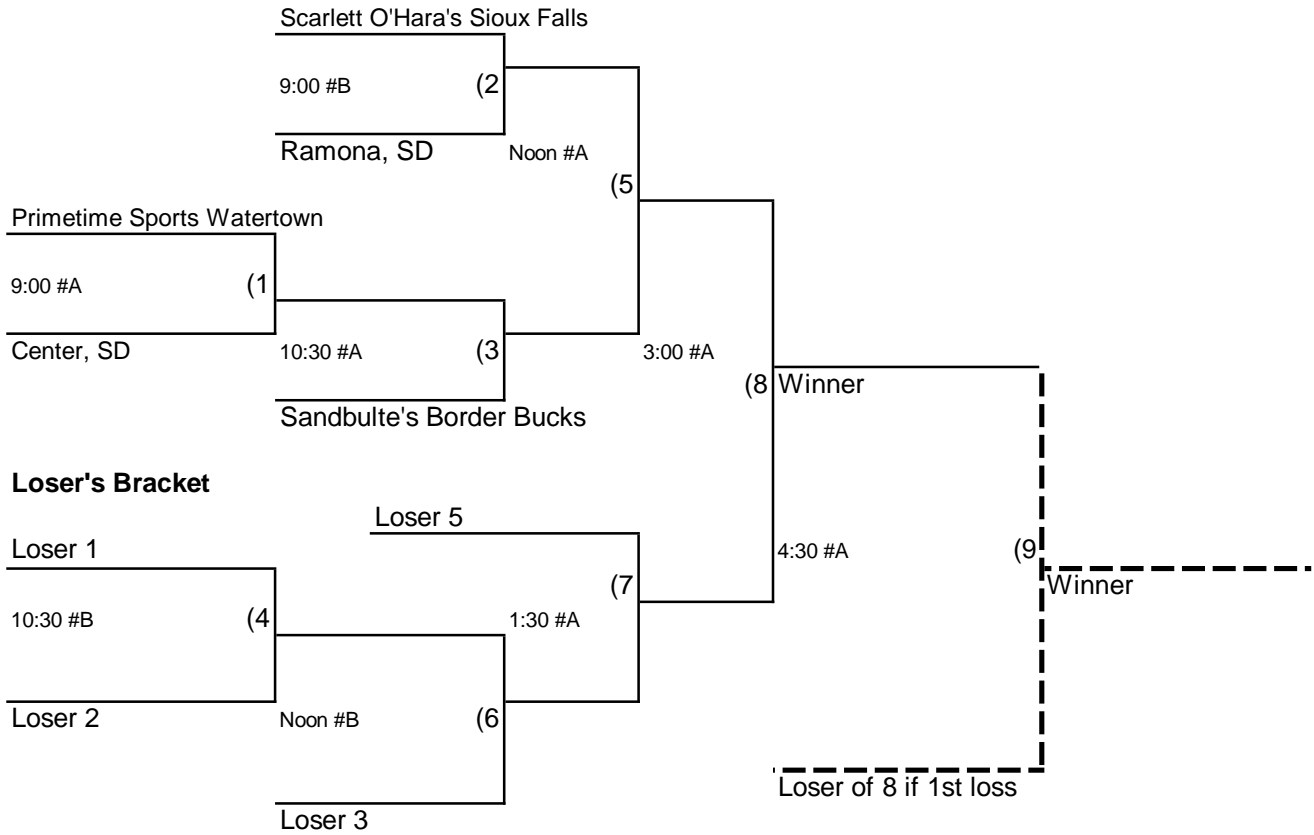 Scarlett O'Hara's Sioux Falls
9:00 #B (2
Ramona, SD
Noon #A
(5
Primetime Sports Watertown
9:00 #A (1
Center, SD
10:30 #A (3
3:00 #A
(8 Winner
Sandbulte's Border Bucks
Loser's Bracket
Loser 5
Loser 1
4:30 #A (9
(7
Winner
10:30 #B (4
1:30 #A
Loser 2
Noon #B (6
Loser of 8 if 1st loss
Loser 3